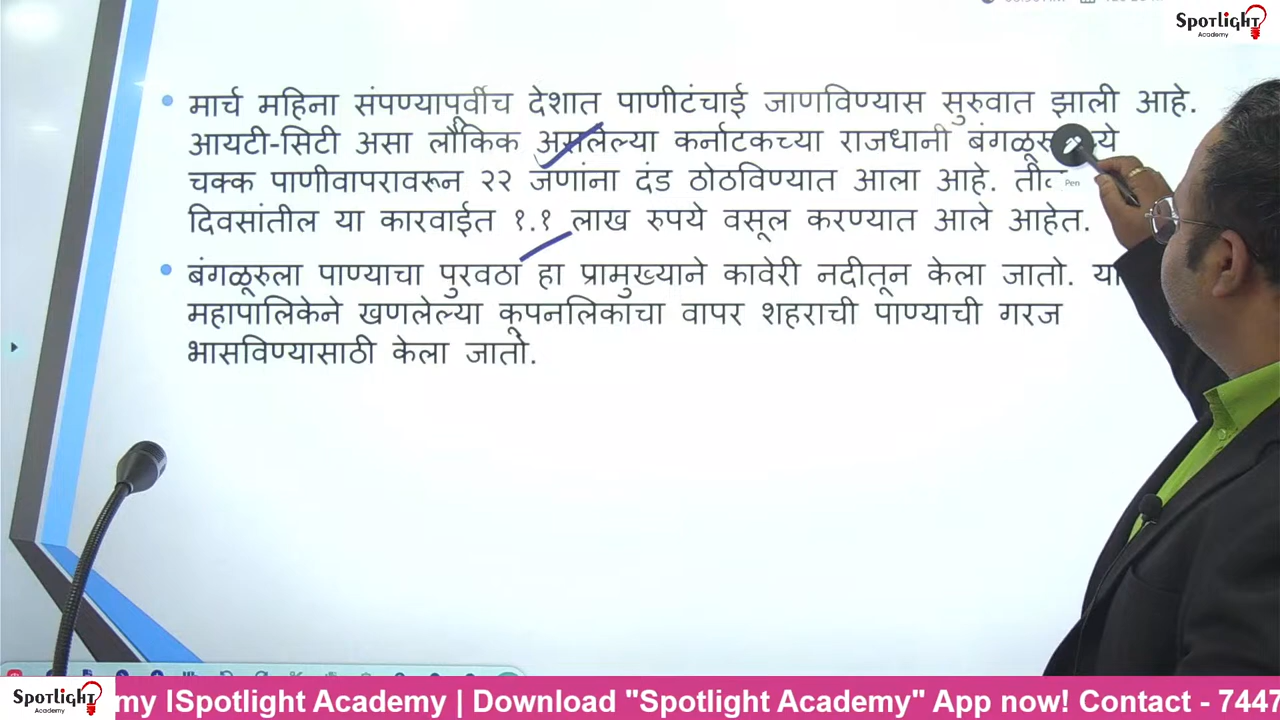 Spotlight
Academy
मार्च महिना संपण्यापूर्वीच देशात पाणीटंचाई जाणविण्यास सुरुवात झाली आहे.
आयटी-सिटी असा लौकिक असलेल्या कर्नाटकच्या राजधानी
चक्क पाणीवापरावरून २२ जणांना दंड ठोठविण्यात आला आहे.
Pen
दिवसांतील या कारवाईत १.१ लाख रुपये वसूल करण्यात आले आहेत.
बंगळूरुला पाण्याचा पुरवठा हा प्रामुख्याने कावेरी नदीतून केला जातो.
महापालिकेने खणलेल्या कूपनलिकाचा वापर शहराची पाण्याची गरज
भासविण्यासाठी केला जातो.
Spotlight
Academy
my ISpotlight Academy | Download "Spotlight Academy" App now! Contact - 7447